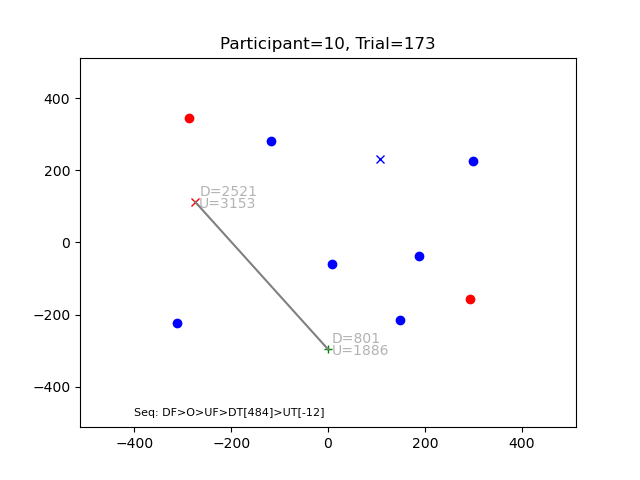 Participant=10, Trial=173
400
200
0
−200
−400
D=2521
U=3153
D=801
U=1886
Seq: DF>O>UF>DT[484]>UT[-12]
−400
−200
0
200
400